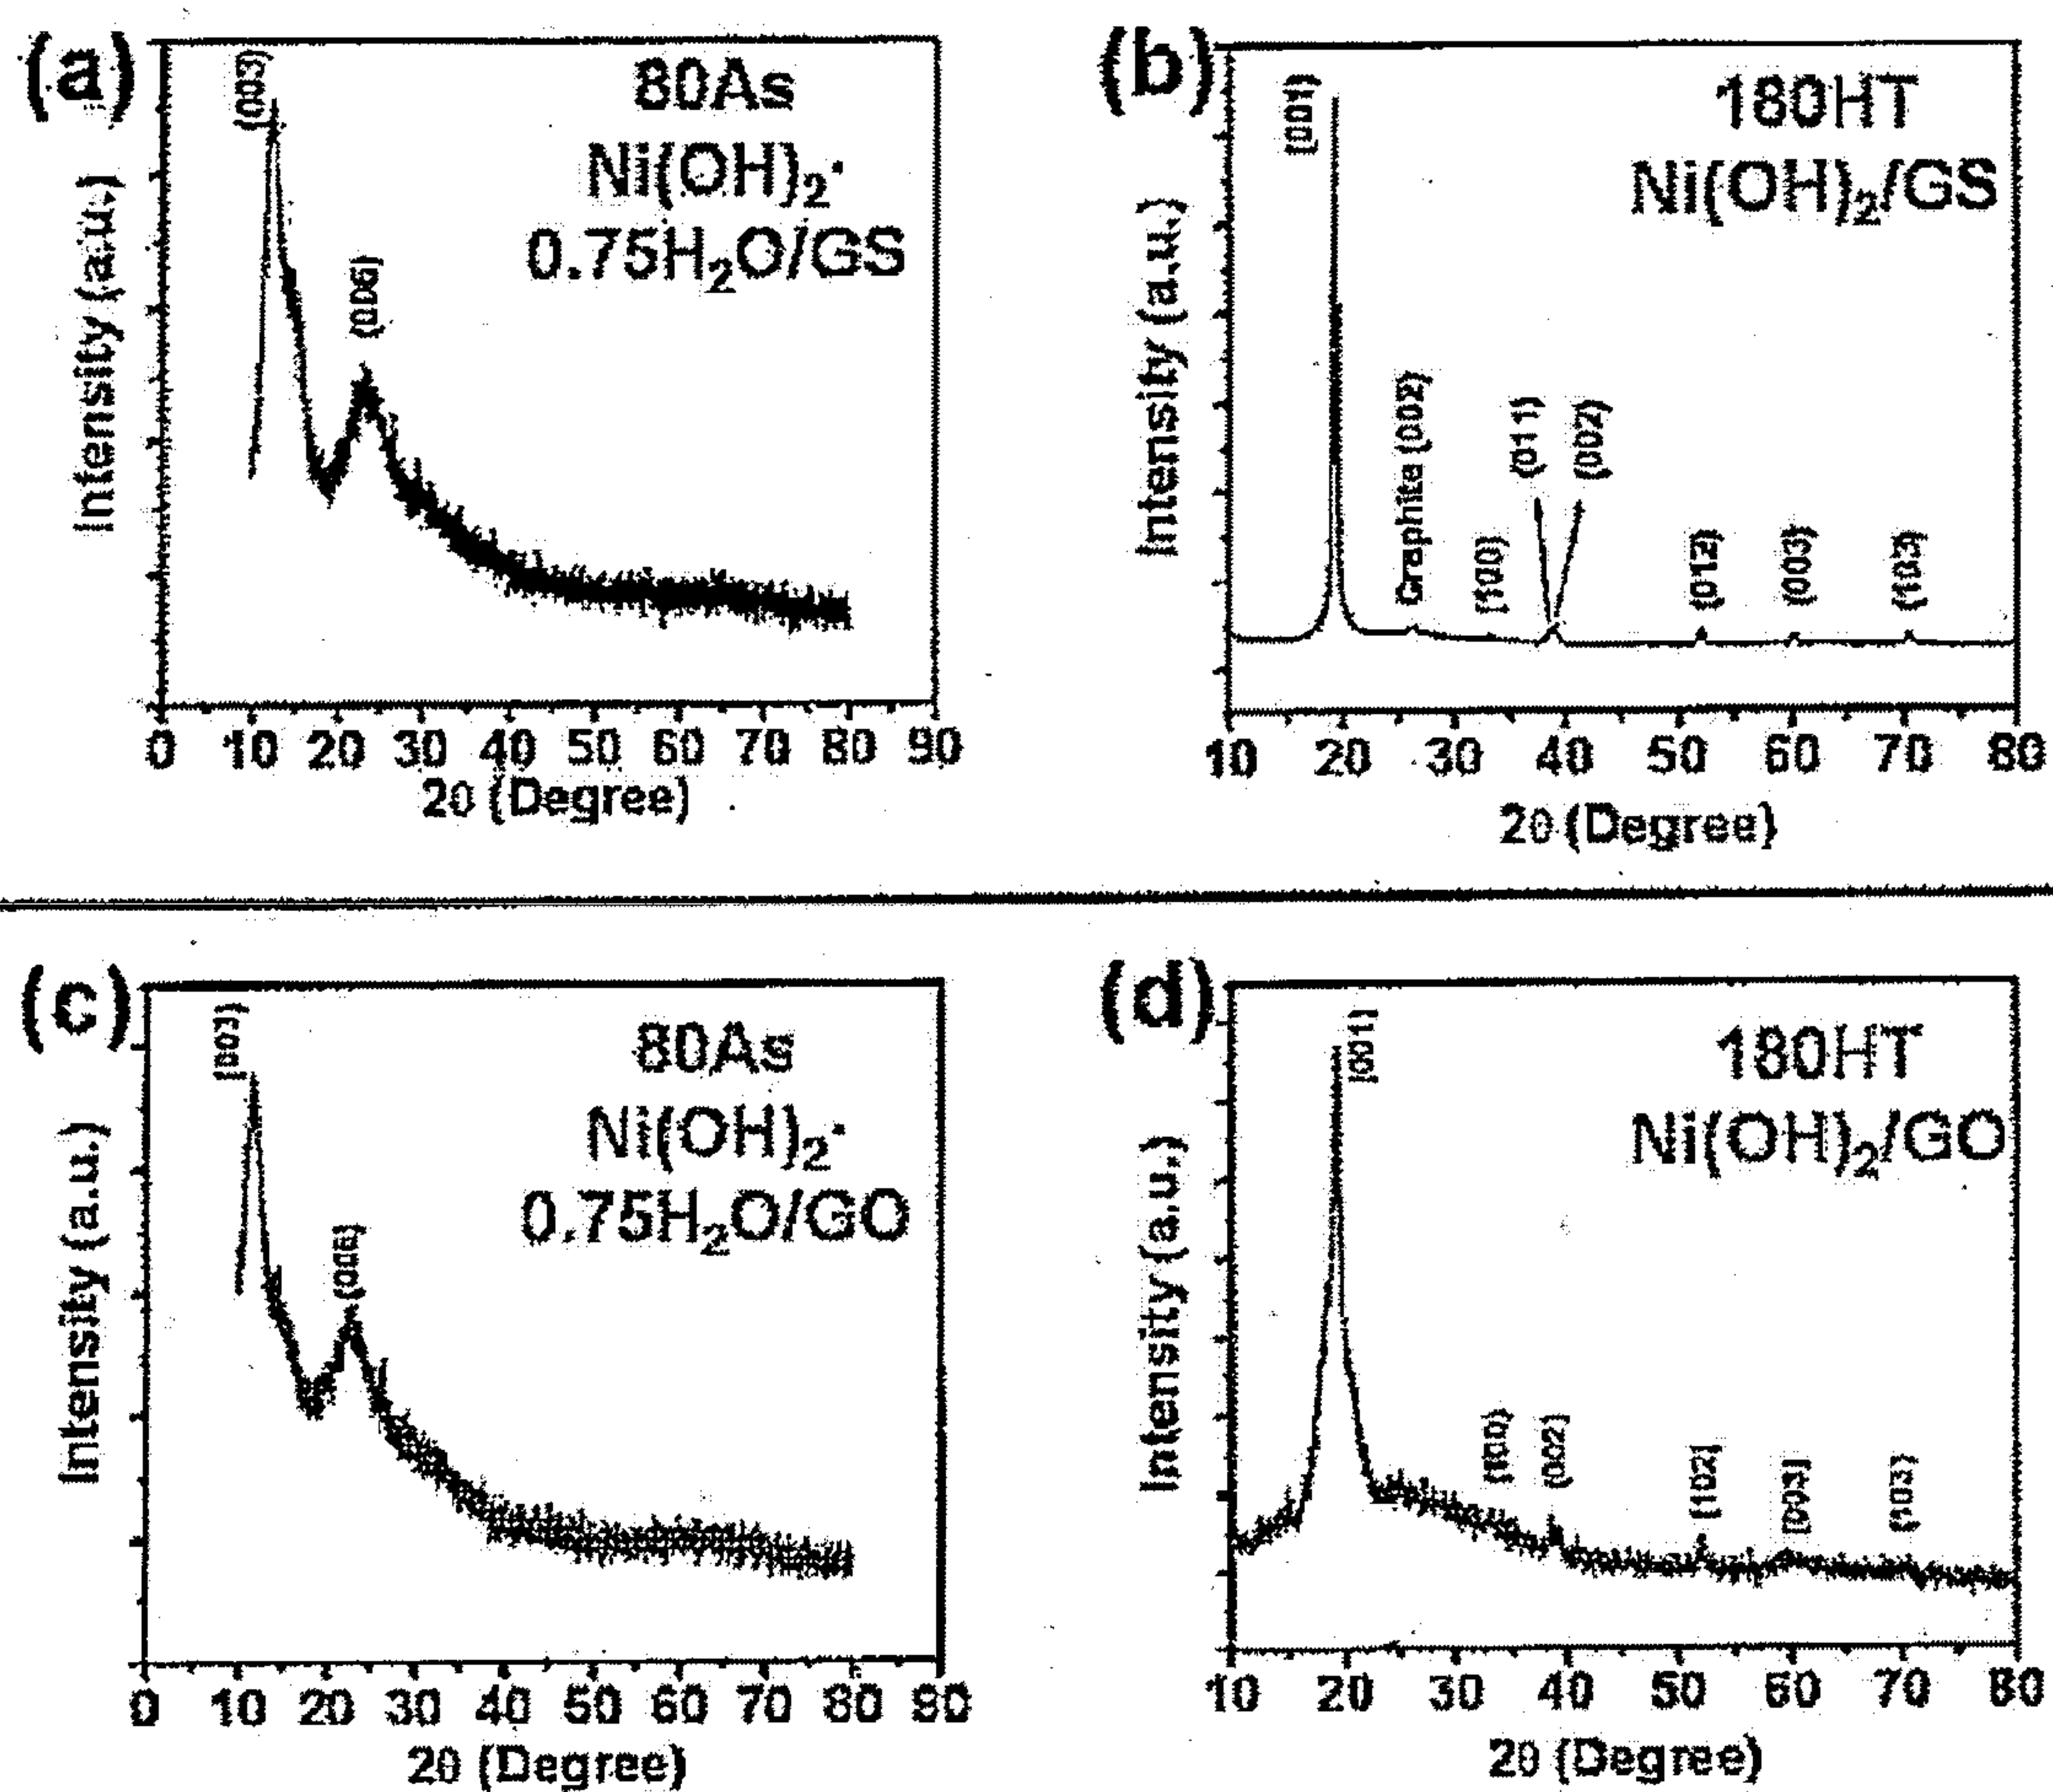 (a)
80As
Ni(OH)₂·
0.75H₂O/GS
(003)
(006)
Intensity (a.u.)
0 10 20 30 40 50 60 70 80 90
2θ (Degree)
(b)
180HT
Ni(OH)₂/GS
(001)
Graphite (002)
(100)
(011)
(002)
(012)
(003)
(103)
Intensity (a.u.)
10 20 30 40 50 60 70 80
2θ (Degree)
(c)
80As
Ni(OH)₂·
0.75H₂O/GO
(003)
(006)
Intensity (a.u.)
0 10 20 30 40 50 60 70 80 90
2θ (Degree)
(d)
180HT
Ni(OH)₂/GO
(001)
(100)
(002)
(102)
(003)
(103)
Intensity (a.u.)
10 20 30 40 50 60 70 80
2θ (Degree)